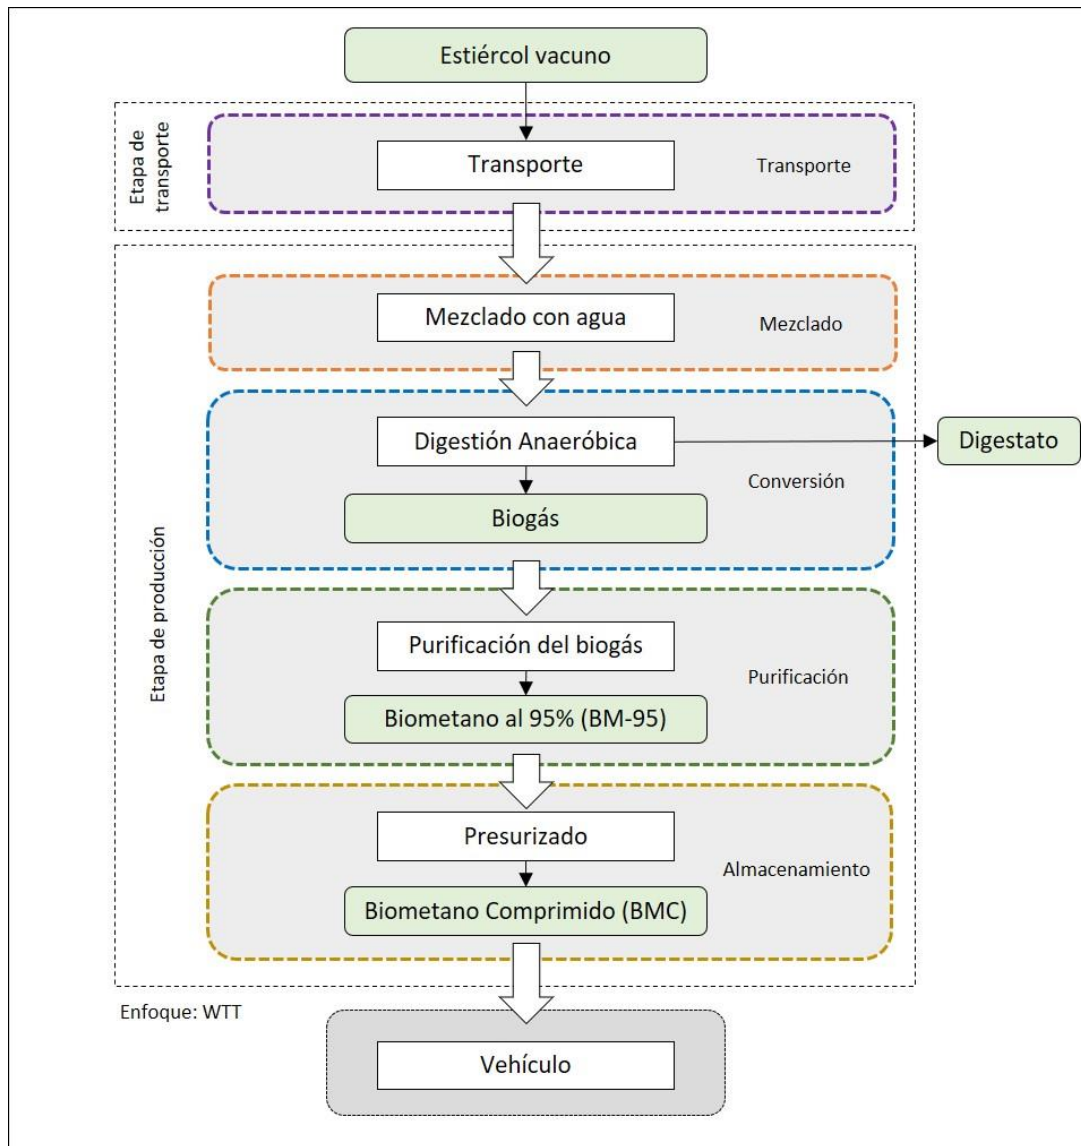 Estiércol vacuno
Etapa de
transporte
Transporte
Transporte
Etapa de producción
Mezclado con agua
Mezclado
Digestión Anaeróbica
Digestato
Conversión
Biogás
Purificación del biogás
Purificación
Biometano al 95% (BM-95)
Presurizado
Almacenamiento
Biometano Comprimido (BMC)
Enfoque: WTT
Vehículo